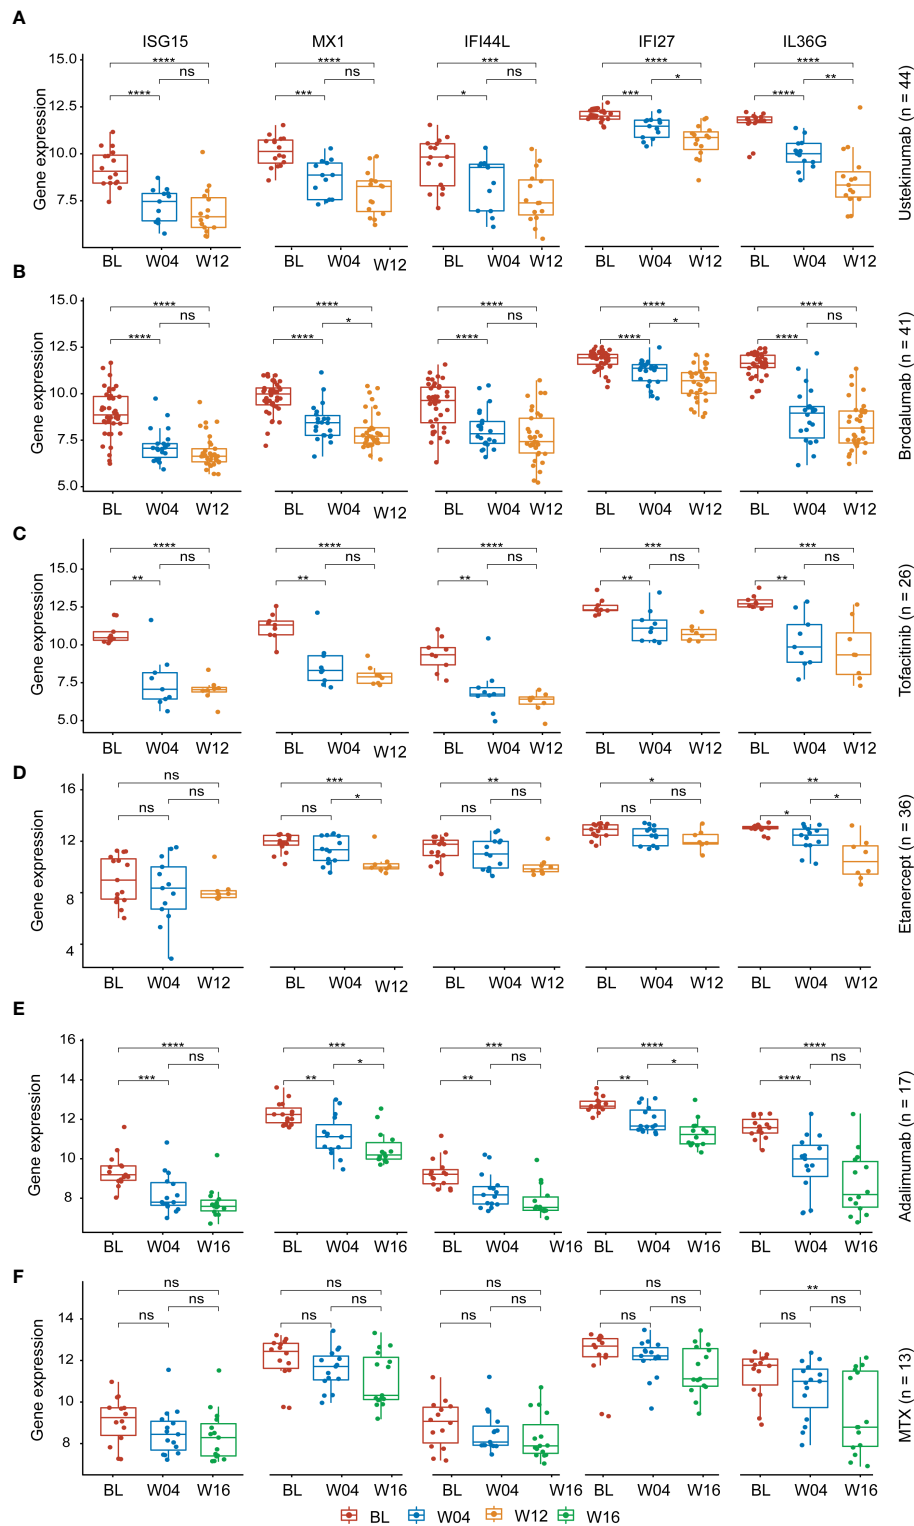 A
ISG15 MX1 IFI44L IFI27 IL36G
15.0 **** **** *** **** ****
ns ns ns * **
**** *** * *** ****
12.5
10.0
7.5
Gene expression
Ustekinumab (n = 44)
BL W04 W12 BL W04 W12 BL W04 W12 BL W04 W12 BL W04 W12
B
15.0 **** **** **** **** ****
ns * ns * ns
**** **** **** **** ****
12.5
10.0
7.5
5.0
Gene expression
Brodalumab (n = 41)
BL W04 W12 BL W04 W12 BL W04 W12 BL W04 W12 BL W04 W12
C
**** **** **** *** ***
15.0 ns ns ns ns ns
** ** ** ** **
12.5
10.0
7.5
5.0
Gene expression
Tofacitinib (n = 26)
BL W04 W12 BL W04 W12 BL W04 W12 BL W04 W12 BL W04 W12
D
ns *** ** * **
16 ns * ns ns *
ns ns ns ns *
12
8
4
Gene expression
Etanercept (n = 36)
BL W04 W12 BL W04 W12 BL W04 W12 BL W04 W12 BL W04 W12
E
16 **** *** *** **** ****
ns * ns * ns
*** ** ** ** ****
14
12
10
8
Gene expression
Adalimumab (n = 17)
BL W04 W16 BL W04 W16 BL W04 W16 BL W04 W16 BL W04 W16
F
ns ns ns ns **
ns ns ns ns ns
ns ns ns ns ns
14
12
10
8
Gene expression
MTX (n = 13)
BL W04 W16 BL W04 W16 BL W04 W16 BL W04 W16 BL W04 W16
BL W04 W12 W16